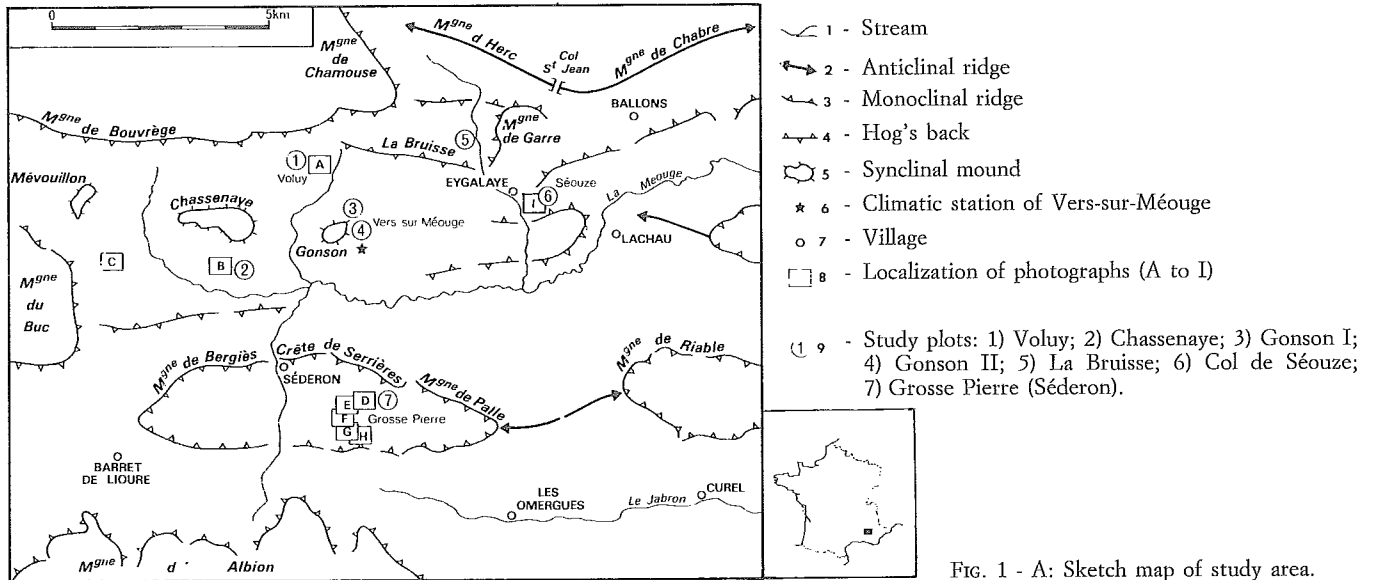 0 5km
Mgne d'Herc
Col
St Jean
Mgne de Chabre
Mgne
de
Chamouse
BALLONS
Mgne de Bouvrège
La Bruisse
5
Mgne
de Garre
1
A
Voluy
Mévouillon
EYGALAYE
Séouze
La Meouge
I
6
Chassenaye
3
Vers sur Méouge
4
Gonson
LACHAU
C
B
2
Mgne
du
Buc
Mgne de Bergiès
Crête de Serrières
Mgne de Riable
SÉDERON
Mgne de Palle
E
D
7
F
Grosse Pierre
G
H
BARRET
DE LIOURE
LES
OMERGUES
Le Jabron
CUREL
Mgne d' Albion
1 - Stream
2 - Anticlinal ridge
3 - Monoclinal ridge
4 - Hog's back
5 - Synclinal mound
6 - Climatic station of Vers-sur-Méouge
7 - Village
8 - Localization of photographs (A to I)
1 9 - Study plots: 1) Voluy; 2) Chassenaye; 3) Gonson I;
4) Gonson II; 5) La Bruisse; 6) Col de Séouze;
7) Grosse Pierre (Séderon).
FIG. 1 - A: Sketch map of study area.